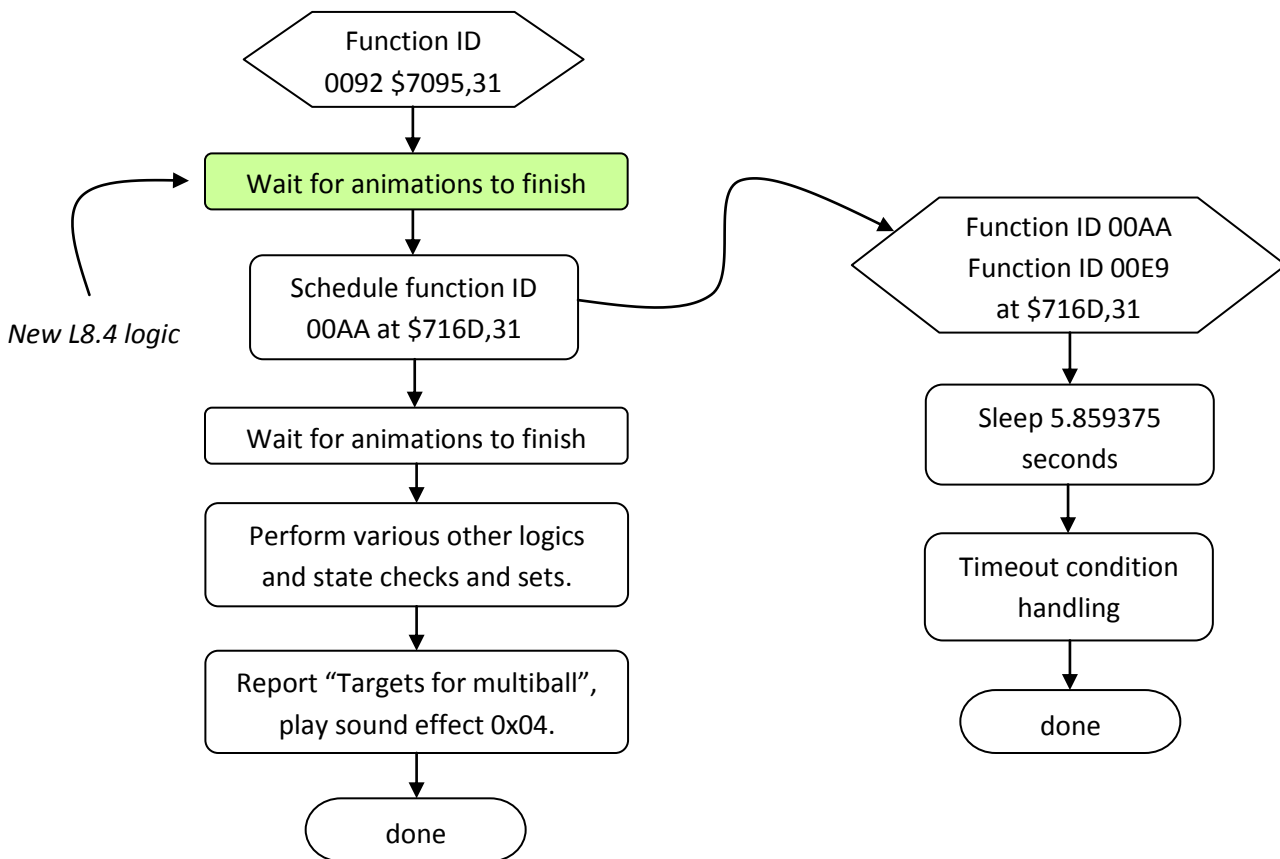 Function ID
0092 $7095,31
Wait for animations to finish
New L8.4 logic
Schedule function ID
00AA at $716D,31
Wait for animations to finish
Perform various other logics
and state checks and sets.
Report “Targets for multiball”,
play sound effect 0x04.
done
Function ID 00AA
Function ID 00E9
at $716D,31
Sleep 5.859375
seconds
Timeout condition
handling
done